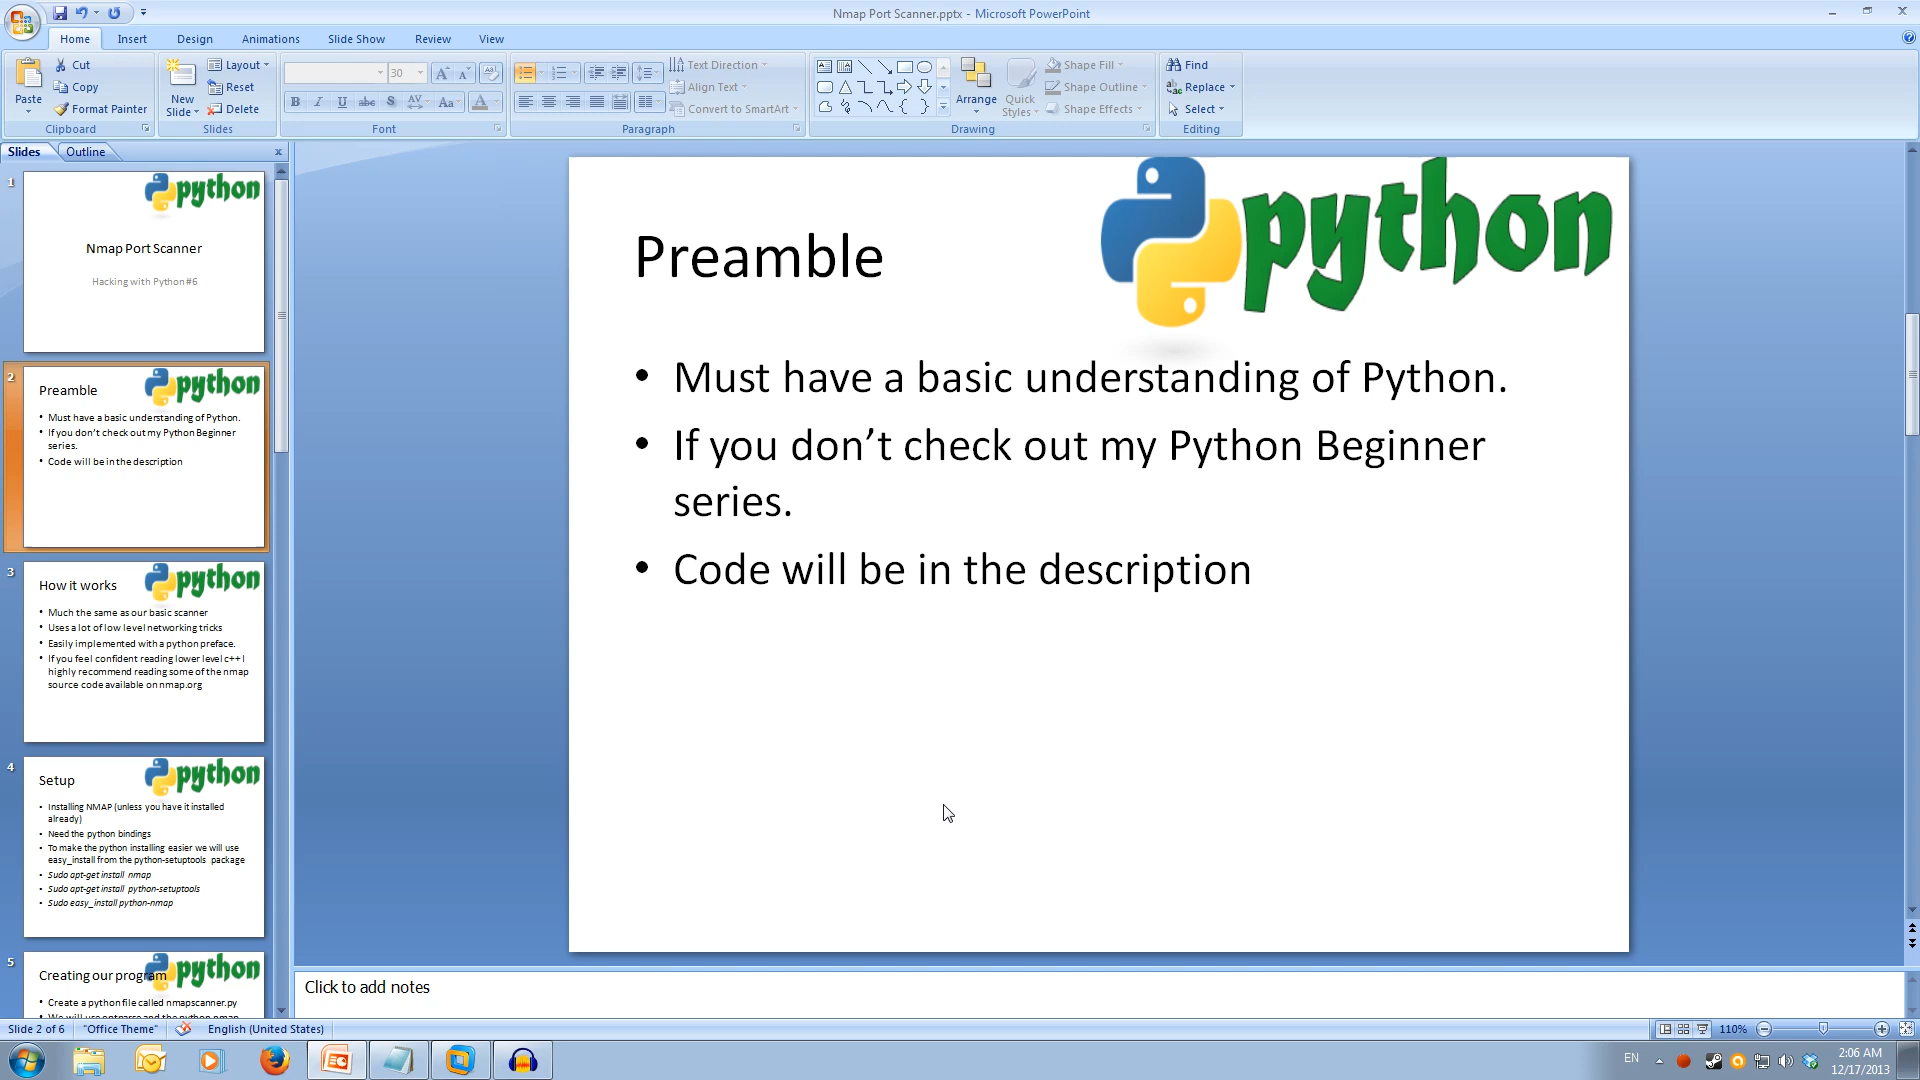 Nmap Port Scanner.pptx - Microsoft PowerPoint
Home Insert Design Animations Slide Show Review View
Paste
Cut
Copy
Format Painter
Clipboard
New Slide
Layout
Reset
Delete
Slides
30
Font
Text Direction
Align Text
Convert to SmartArt
Paragraph
Arrange
Quick Styles
Shape Fill
Shape Outline
Shape Effects
Drawing
Find
Replace
Select
Editing
Slides Outline
1
python
Nmap Port Scanner
Hacking with Python #6
2
python
Preamble
• Must have a basic understanding of Python.
• If you don’t check out my Python Beginner
series.
• Code will be in the description
3
python
How it works
• Much the same as our basic scanner
• Uses a lot of low level networking tricks
• Easily implemented with a python preface.
• If you feel confident reading lower level c++ I
highly recommend reading some of the nmap
source code available on nmap.org
4
python
Setup
• Installing NMAP (unless you have it installed
already)
• Need the python bindings
• To make the python installing easier we will use
easy_install from the python-setuptools package
• Sudo apt-get install nmap
• Sudo apt-get install python-setuptools
• Sudo easy_install python-nmap
5
python
Creating our program
• Create a python file called nmapscanner.py
python
Preamble
• Must have a basic understanding of Python.
• If you don’t check out my Python Beginner
series.
• Code will be in the description
Click to add notes
Slide 2 of 6 "Office Theme" English (United States) 110%
EN
2:06 AM
12/17/2013